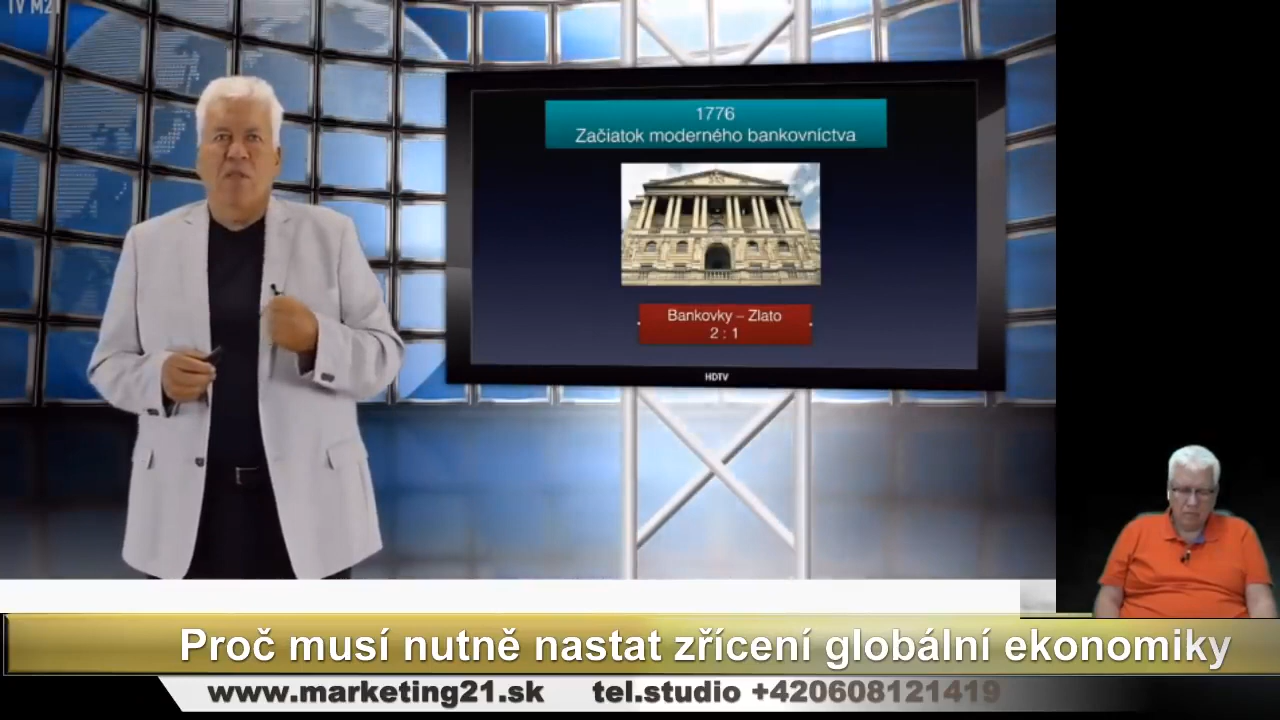 TV M21
1776
Začiatok moderného bankovníctva
Bankovky – Zlato
2 : 1
HDTV
Proč musí nutně nastat zřícení globální ekonomiky
www.marketing21.sk tel.studio +420608121419